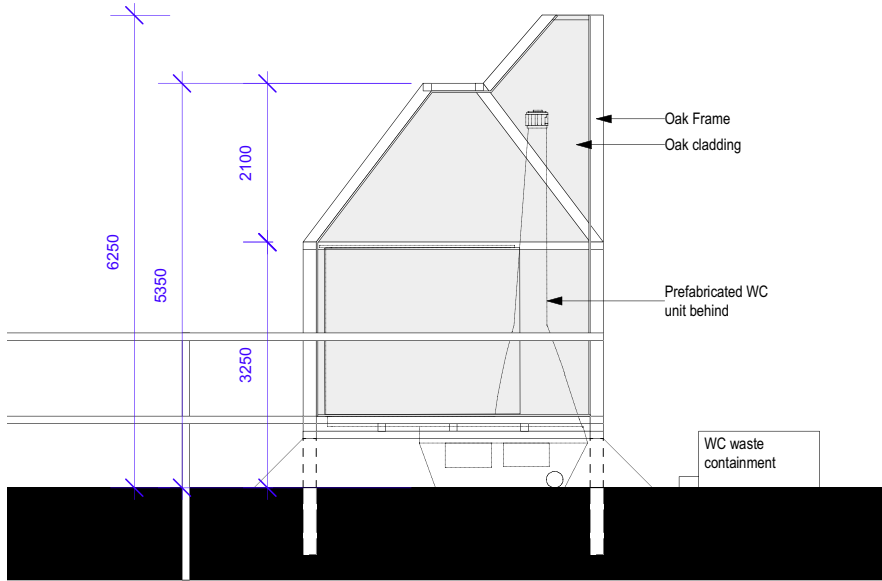 6250
5350
2100
3250
Oak Frame
Oak cladding
Prefabricated WC
unit behind
WC waste
containment